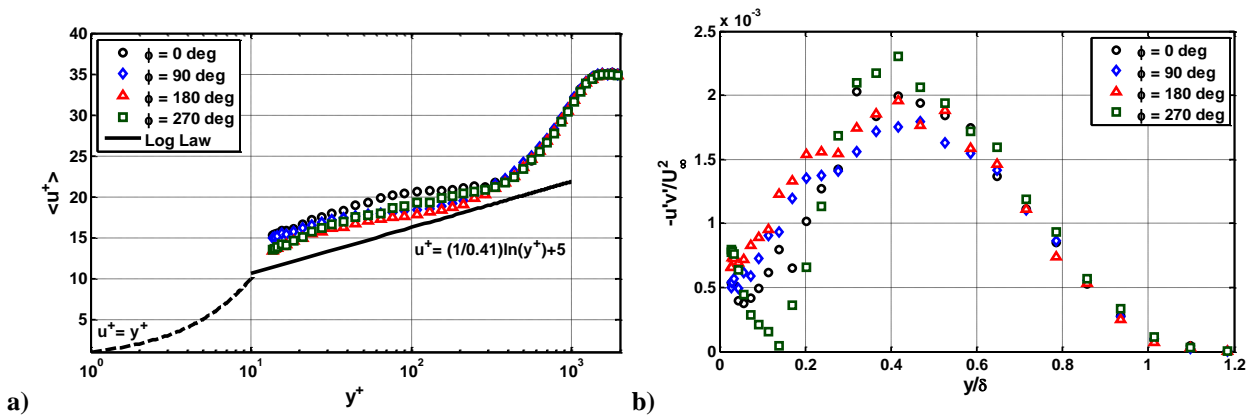 40
35
30
25
20
15
10
5
<u⁺>
ϕ = 0 deg
ϕ = 90 deg
ϕ = 180 deg
ϕ = 270 deg
Log Law
u⁺= (1/0.41)ln(y⁺)+5
u⁺= y⁺
10⁰ 10¹ 10² 10³
y⁺
a)
x 10⁻³
2.5
2
1.5
1
0.5
0
-u'v'/U²∞
ϕ = 0 deg
ϕ = 90 deg
ϕ = 180 deg
ϕ = 270 deg
0 0.2 0.4 0.6 0.8 1 1.2
y/δ
b)